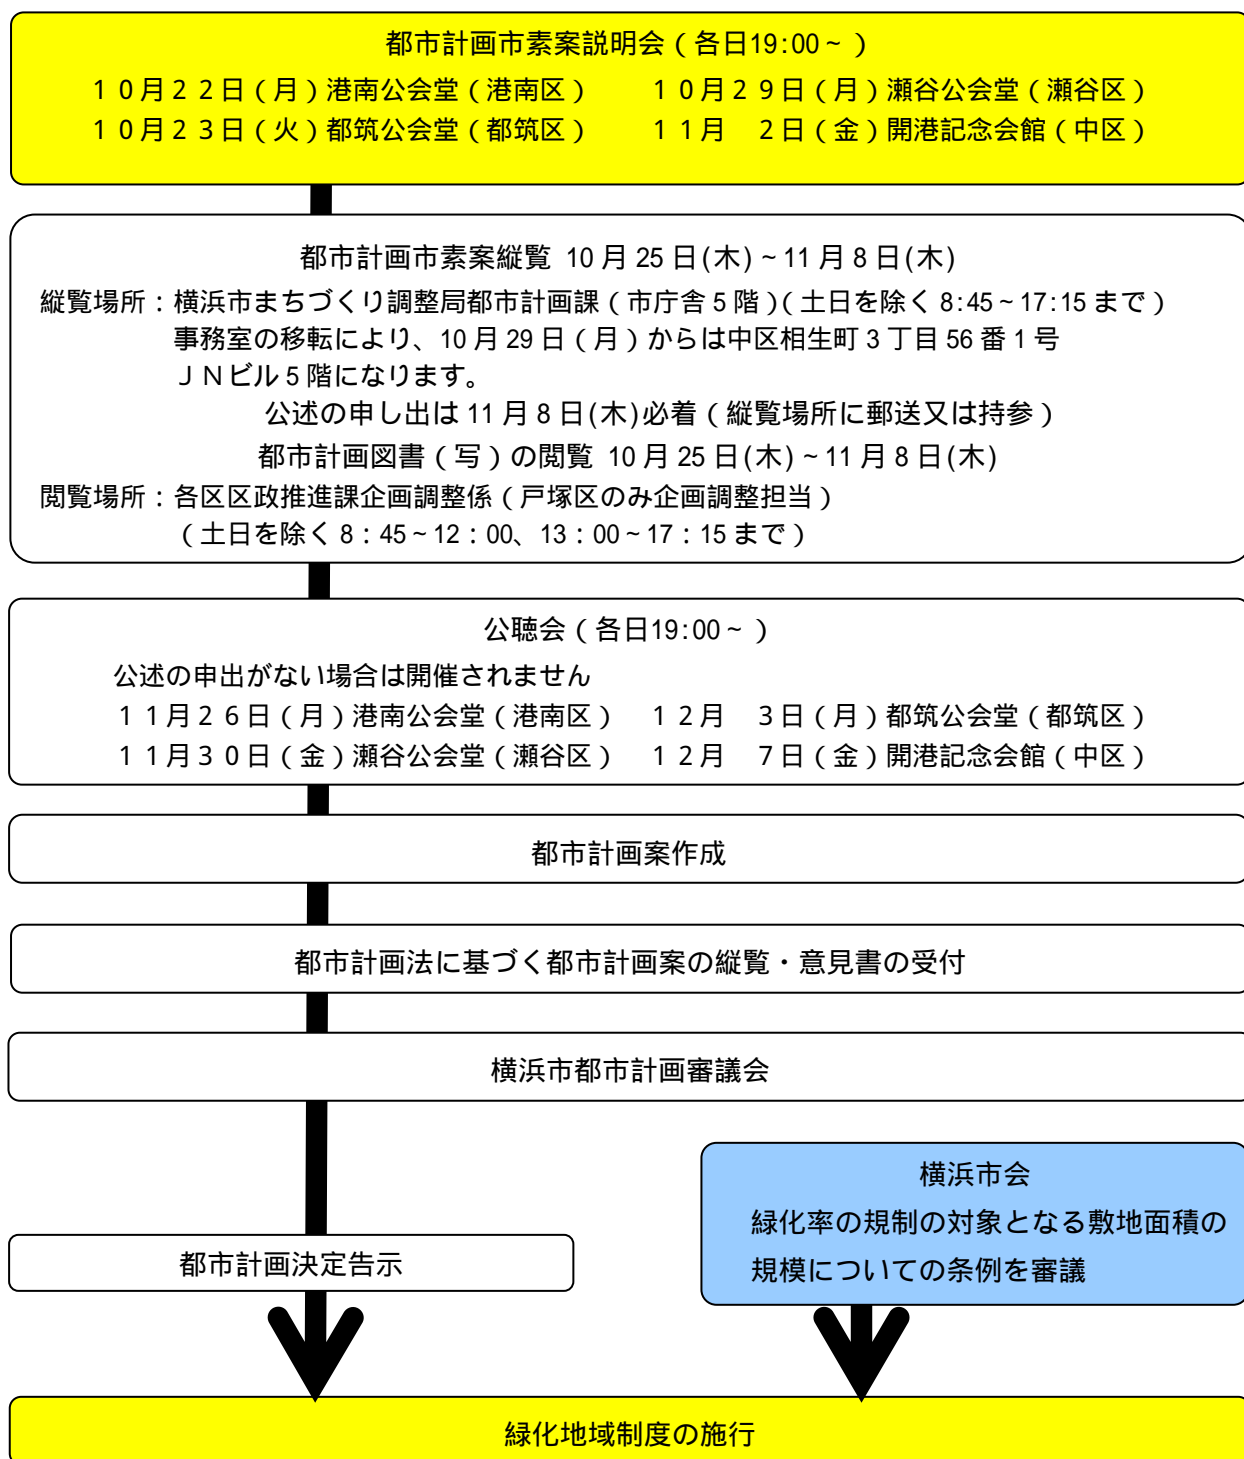 都市計画市素案説明会（各日19:00～）
１０月２２日（月）港南公会堂（港南区）　１０月２９日（月）瀬谷公会堂（瀬谷区）
１０月２３日（火）都筑公会堂（都筑区）　１１月　２日（金）開港記念会館（中区）
都市計画市素案縦覧 10月25日(木)～11月8日(木)
縦覧場所：横浜市まちづくり調整局都市計画課（市庁舎5階）（土日を除く8:45～17:15まで）
事務室の移転により、10月29日（月）からは中区相生町3丁目56番1号
ＪＮビル5階になります。
公述の申し出は11月8日(木)必着（縦覧場所に郵送又は持参）
都市計画図書（写）の閲覧 10月25日(木)～11月8日(木)
閲覧場所：各区区政推進課企画調整係（戸塚区のみ企画調整担当）
（土日を除く8：45～12：00、13：00～17：15まで）
公聴会（各日19:00～）
公述の申出がない場合は開催されません
１１月２６日（月）港南公会堂（港南区）　１２月　３日（月）都筑公会堂（都筑区）
１１月３０日（金）瀬谷公会堂（瀬谷区）　１２月　７日（金）開港記念会館（中区）
都市計画案作成
都市計画法に基づく都市計画案の縦覧・意見書の受付
横浜市都市計画審議会
横浜市会
緑化率の規制の対象となる敷地面積の
規模についての条例を審議
都市計画決定告示
緑化地域制度の施行